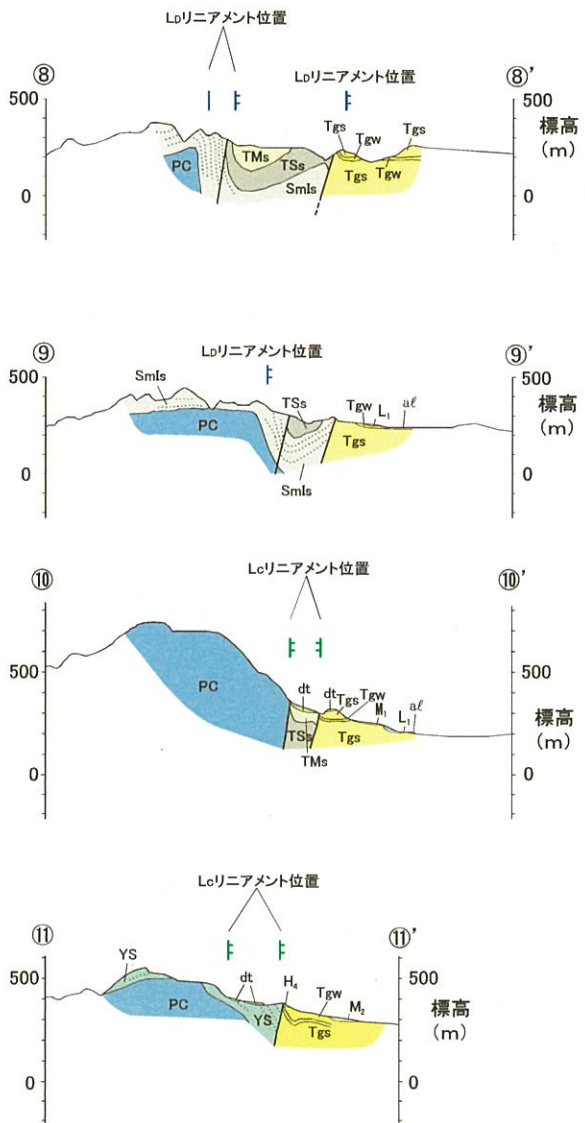 LDリニアメント位置
⑧
⑧'
LDリニアメント位置
500
500
標高
(m)
Tgs
Tgw
Tgs
PC
TMs
TSs
Smls
Tgs
Tgw
0
0
⑨
⑨'
LDリニアメント位置
500
500
標高
(m)
Smls
TSs
Tgw
L1
aℓ
PC
Tgs
0
0
Smls
⑩
LCリニアメント位置
⑩'
500
500
標高
(m)
PC
dt
dt
Tgs
Tgw
M1
L1
aℓ
TSs
Tgs
TMs
0
0
⑪
LCリニアメント位置
⑪'
500
500
標高
(m)
YS
dt
H4
Tgw
M2
PC
YS
Tgs
0
0